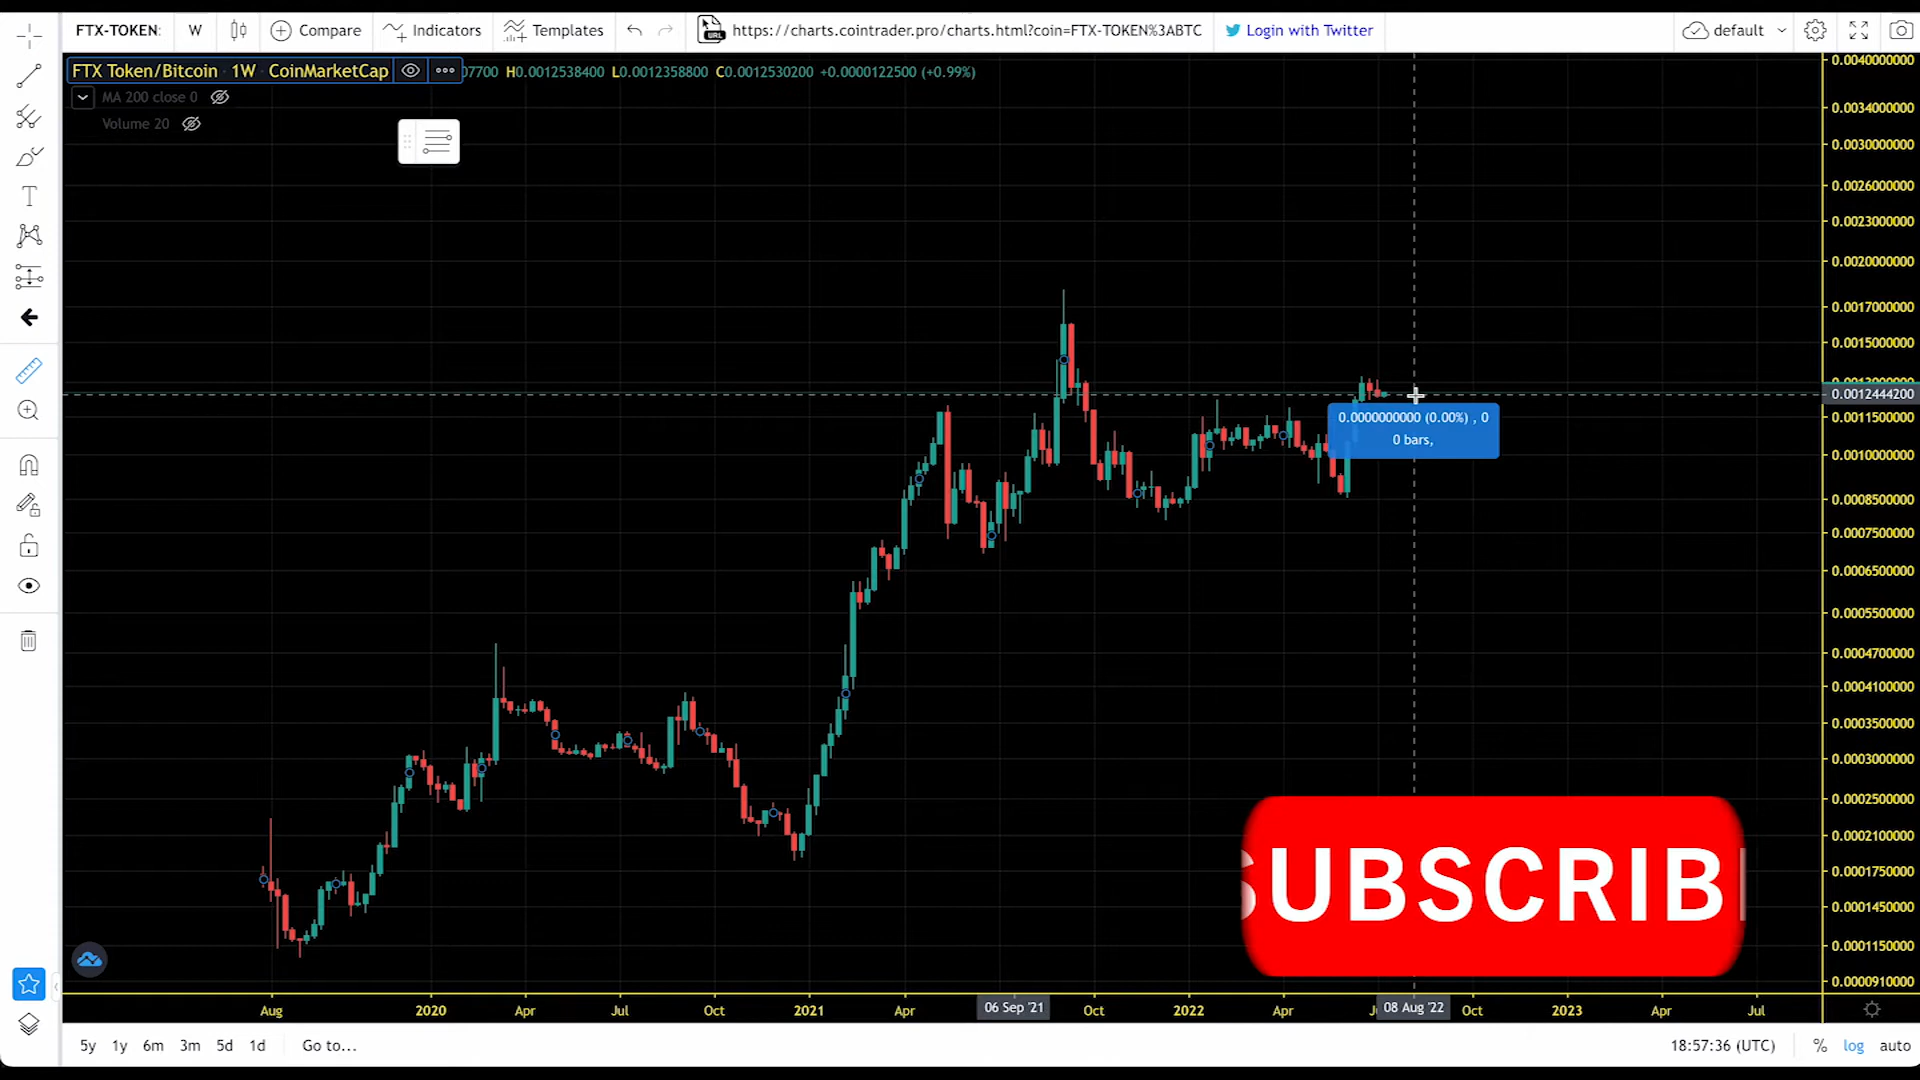 FTX-TOKEN: W Compare Indicators Templates https://charts.cointrader.pro/charts.html?coin=FTX-TOKEN%3ABTC Login with Twitter default
FTX Token/Bitcoin 1W CoinMarketCap 07700 H0.0012538400 L0.0012358800 C0.0012530200 +0.0000122500 (+0.99%)
MA 200 close 0
Volume 20
0.0040000000
0.0034000000
0.0030000000
0.0026000000
0.0023000000
0.0020000000
0.0017000000
0.0015000000
0.0012444200
0.0011500000
0.0010000000
0.0008500000
0.0007500000
0.0006500000
0.0005500000
0.0004700000
0.0004100000
0.0003500000
0.0003000000
0.0002500000
0.0002100000
0.0001750000
0.0001450000
0.0001150000
0.0000910000
0.0000000000 (0.00%) , 0
0 bars,
SUBSCRIB
Aug 2020 Apr Jul Oct 2021 Apr 06 Sep '21 Oct 2022 Apr 08 Aug '22 Oct 2023 Apr Jul
5y 1y 6m 3m 5d 1d Go to... 18:57:36 (UTC) % log auto